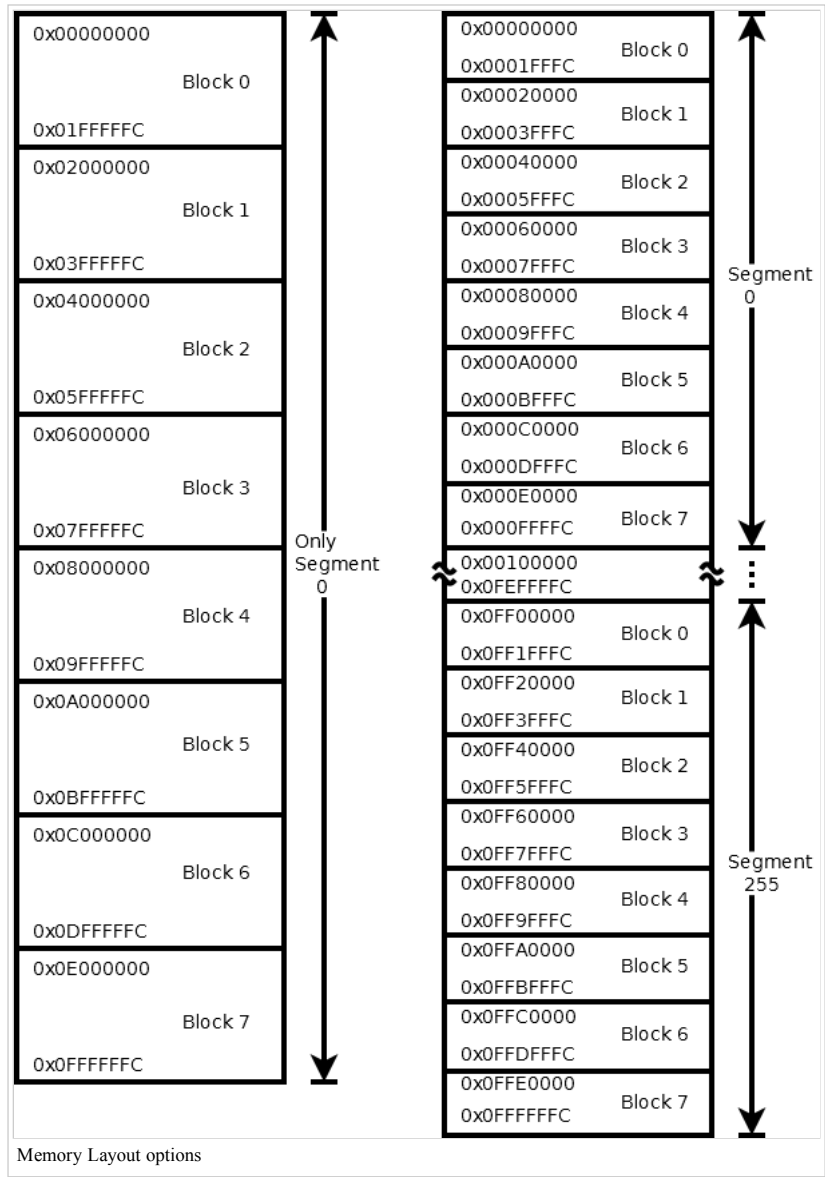 0x00000000
Block 0
0x01FFFFFC
0x02000000
Block 1
0x03FFFFFC
0x04000000
Block 2
0x05FFFFFC
0x06000000
Block 3
0x07FFFFFC
0x08000000
Block 4
0x09FFFFFC
0x0A000000
Block 5
0x0BFFFFFC
0x0C000000
Block 6
0x0DFFFFFC
0x0E000000
Block 7
0x0FFFFFFC
Only
Segment
0
0x00000000
Block 0
0x0001FFFC
0x00020000
Block 1
0x0003FFFC
0x00040000
Block 2
0x0005FFFC
0x00060000
Block 3
0x0007FFFC
0x00080000
Block 4
0x0009FFFC
0x000A0000
Block 5
0x000BFFFC
0x000C0000
Block 6
0x000DFFFC
0x000E0000
Block 7
0x000FFFFC
Segment
0
0x00100000
0x0FEFFFFC
0x0FF00000
Block 0
0x0FF1FFFC
0x0FF20000
Block 1
0x0FF3FFFC
0x0FF40000
Block 2
0x0FF5FFFC
0x0FF60000
Block 3
0x0FF7FFFC
0x0FF80000
Block 4
0x0FF9FFFC
0x0FFA0000
Block 5
0x0FFBFFFC
0x0FFC0000
Block 6
0x0FFDFFFC
0x0FFE0000
Block 7
0x0FFFFFFC
Segment
255
Memory Layout options